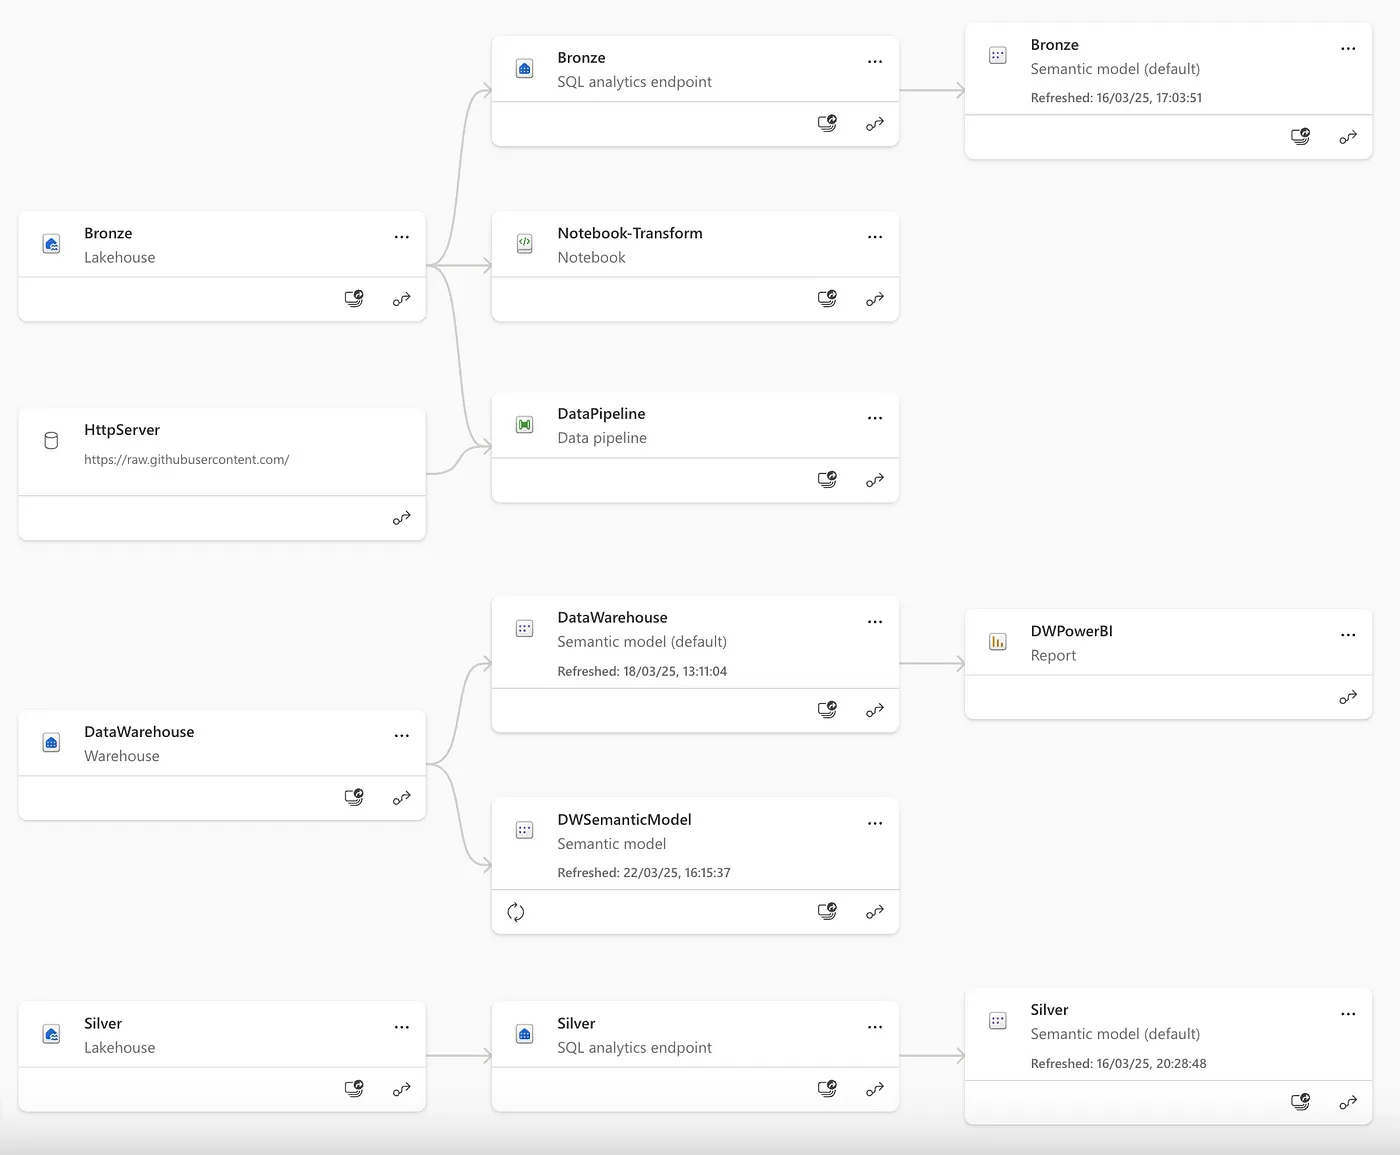 Bronze
SQL analytics endpoint
Bronze
Semantic model (default)
Refreshed: 16/03/25, 17:03:51
Bronze
Lakehouse
Notebook-Transform
Notebook
HttpServer
https://raw.githubusercontent.com/
DataPipeline
Data pipeline
DataWarehouse
Warehouse
DataWarehouse
Semantic model (default)
Refreshed: 18/03/25, 13:11:04
DWPowerBI
Report
DWSemanticModel
Semantic model
Refreshed: 22/03/25, 16:15:37
Silver
Lakehouse
Silver
SQL analytics endpoint
Silver
Semantic model (default)
Refreshed: 16/03/25, 20:28:48